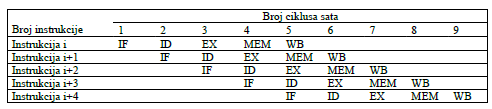 Broj ciklusa sata
Broj instrukcije 1 2 3 4 5 6 7 8 9
Instrukcija i IF ID EX MEM WB
Instrukcija i+1 IF ID EX MEM WB
Instrukcija i+2 IF ID EX MEM WB
Instrukcija i+3 IF ID EX MEM WB
Instrukcija i+4 IF ID EX MEM WB